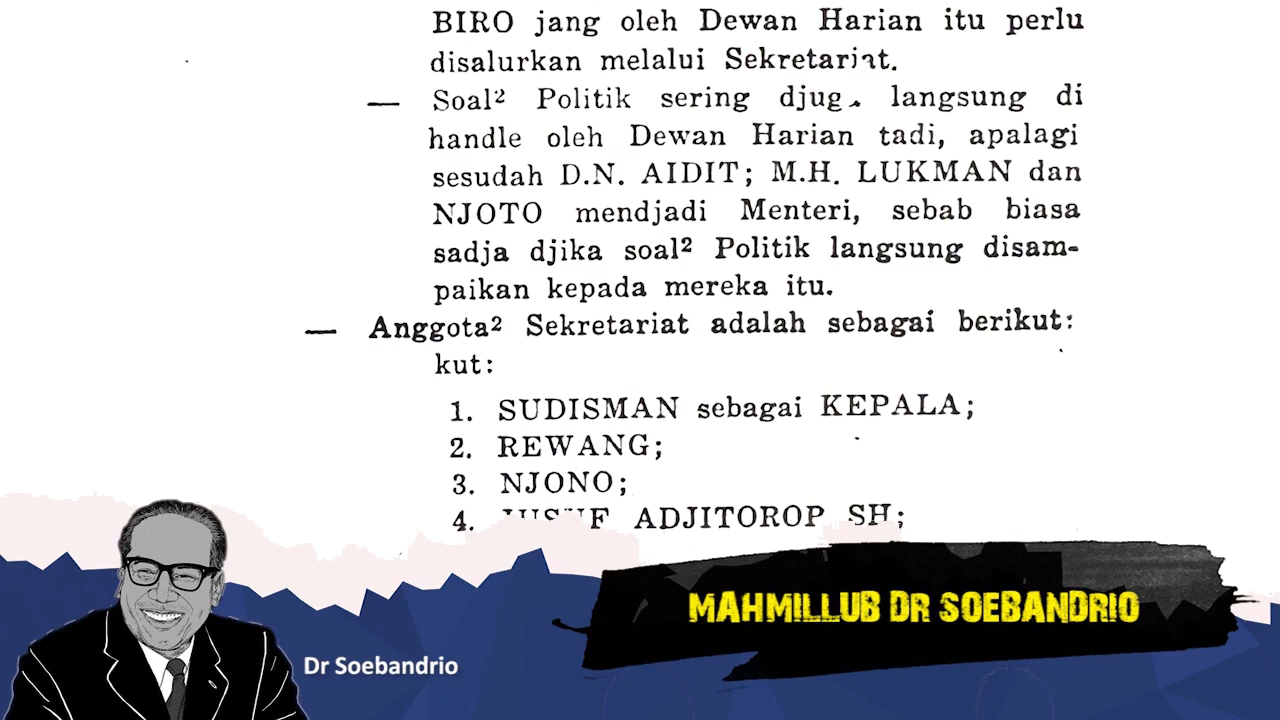 BIRO jang oleh Dewan Harian itu perlu
disalurkan melalui Sekretariat.
— Soal² Politik sering djuga langsung di
handle oleh Dewan Harian tadi, apalagi
sesudah D.N. AIDIT; M.H. LUKMAN dan
NJOTO mendjadi Menteri, sebab biasa
sadja djika soal² Politik langsung disam-
paikan kepada mereka itu.
— Anggota² Sekretariat adalah sebagai berikut:
kut:
1. SUDISMAN sebagai KEPALA;
2. REWANG;
3. NJONO;
4. JUSUF ADJITOROP SH;
MAHMILLUB DR SOEBANDRIO
Dr Soebandrio